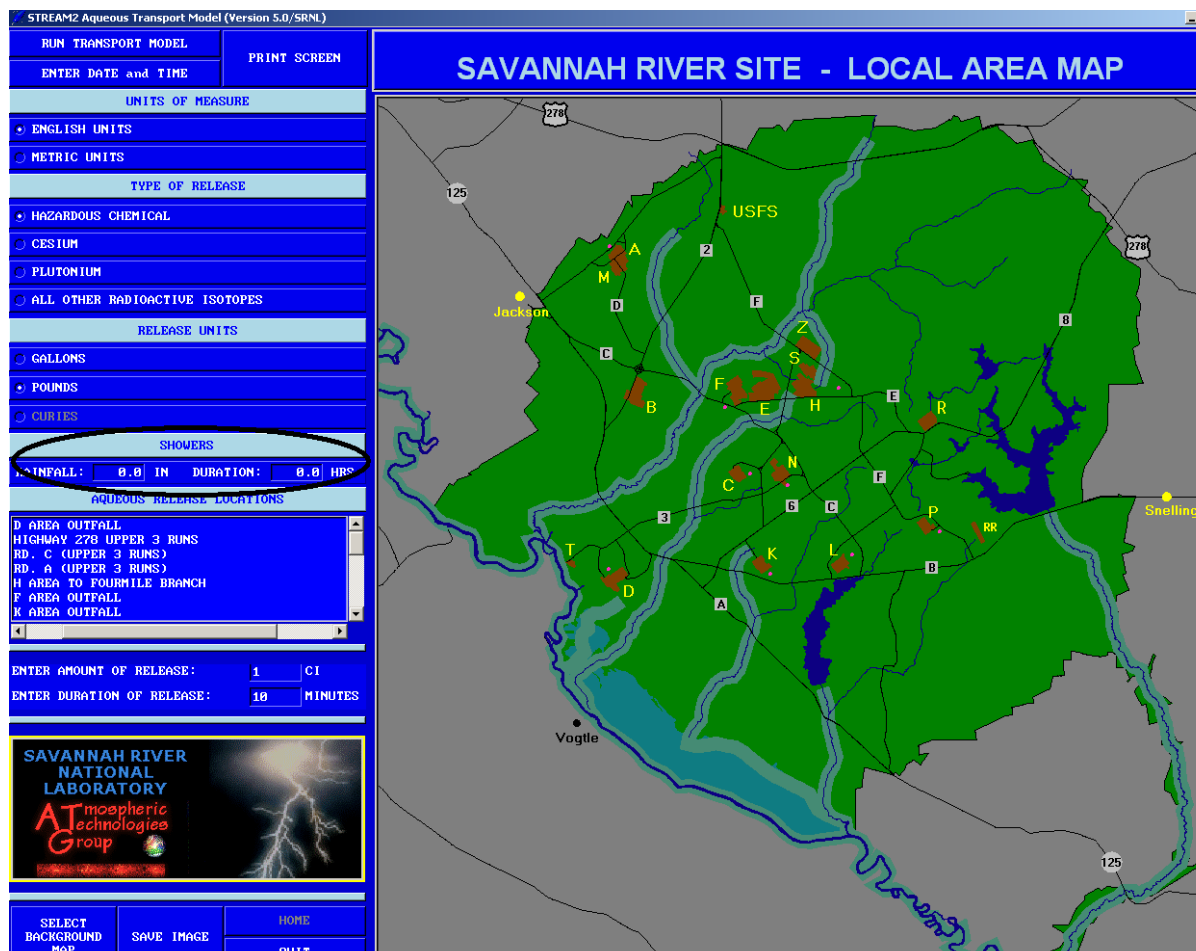 STREAM2 Aqueous Transport Model (Version 5.0/SRNL)
RUN TRANSPORT MODEL
ENTER DATE and TIME
PRINT SCREEN
UNITS OF MEASURE
ENGLISH UNITS
METRIC UNITS
TYPE OF RELEASE
HAZARDOUS CHEMICAL
CESIUM
PLUTONIUM
ALL OTHER RADIOACTIVE ISOTOPES
RELEASE UNITS
GALLONS
POUNDS
CURIES
SHOWERS
RAINFALL: 0.0 IN DURATION: 0.0 HRS
AQUEOUS RELEASE LOCATIONS
D AREA OUTFALL
HIGHWAY 278 UPPER 3 RUNS
RD. C (UPPER 3 RUNS)
RD. A (UPPER 3 RUNS)
H AREA TO FOURMILE BRANCH
F AREA OUTFALL
K AREA OUTFALL
ENTER AMOUNT OF RELEASE: 1 CI
ENTER DURATION OF RELEASE: 10 MINUTES
SAVANNAH RIVER
NATIONAL
LABORATORY
ATmospheric
Technologies
Group
SELECT
BACKGROUND
MAP
SAVE IMAGE
HOME
QUIT
SAVANNAH RIVER SITE - LOCAL AREA MAP
278
125
USFS
A
2
278
M
D
F
Jackson
Z
8
C
S
F
E
H
E
B
R
N
C
F
Snelling
3
6
C
P
RR
T
K
L
B
D
A
Vogtle
125